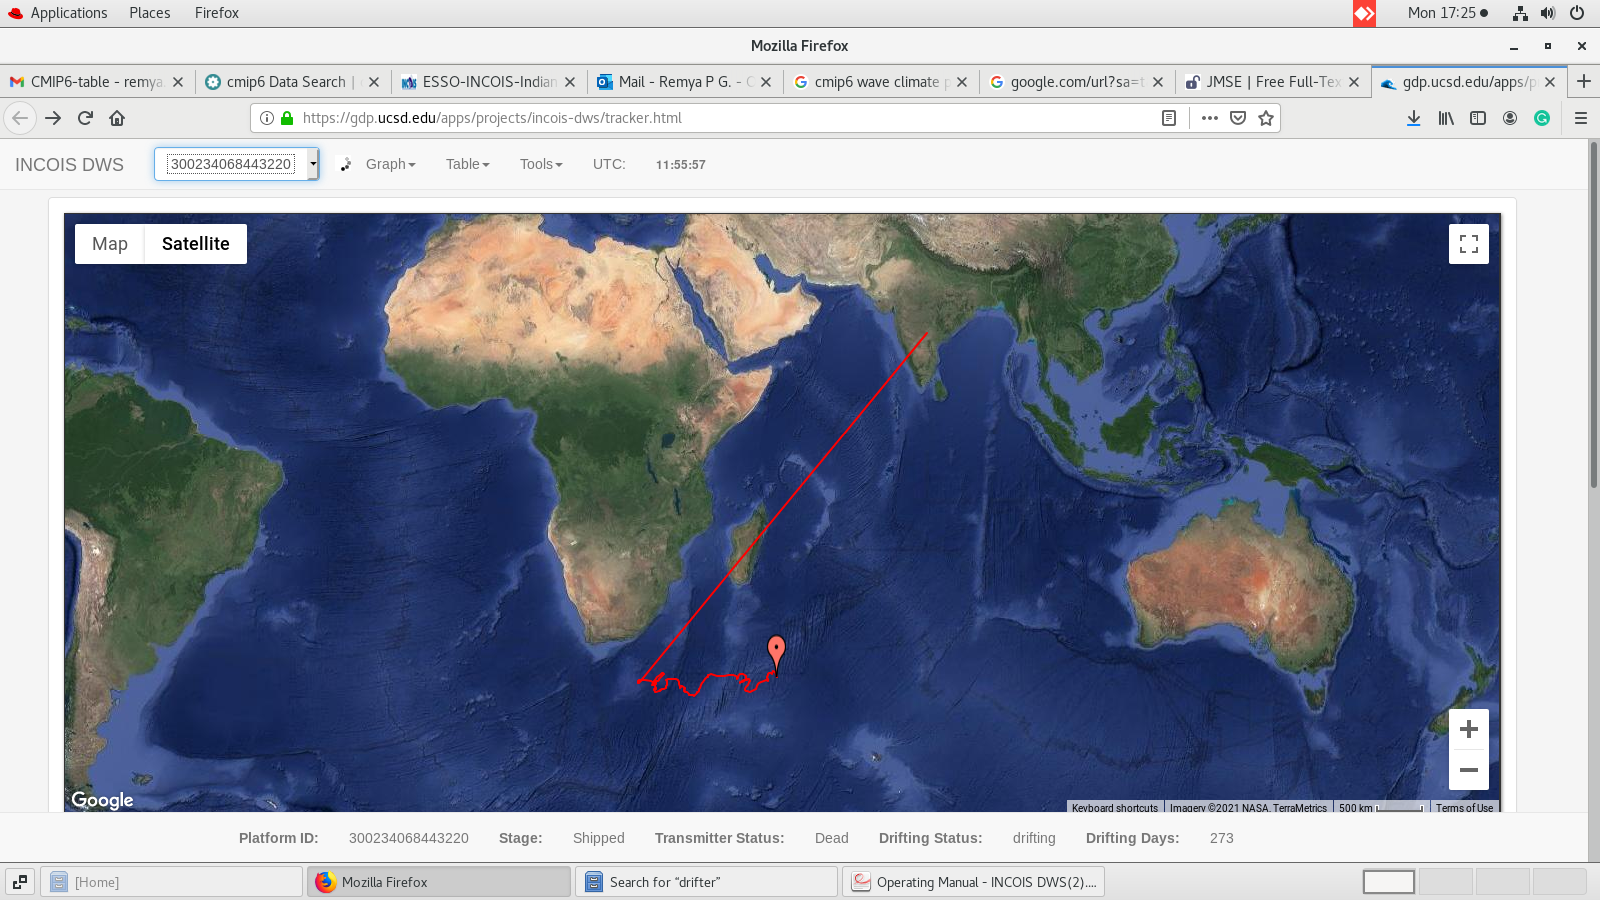 Applications Places Firefox Mon 17:25
Mozilla Firefox
CMIP6-table - remya cmip6 Data Search | ESSO-INCOIS-Indian Mail - Remya P G. - O cmip6 wave climate p google.com/url?sa=t JMSE | Free Full-Tex gdp.ucsd.edu/apps/p
https://gdp.ucsd.edu/apps/projects/incois-dws/tracker.html
INCOIS DWS 300234068443220 Graph Table Tools UTC: 11:55:57
Map Satellite
Google
Keyboard shortcuts Imagery ©2021 NASA, TerraMetrics 500 km Terms of Use
Platform ID: 300234068443220 Stage: Shipped Transmitter Status: Dead Drifting Status: drifting Drifting Days: 273
[Home] Mozilla Firefox Search for “drifter” Operating Manual - INCOIS DWS(2)....